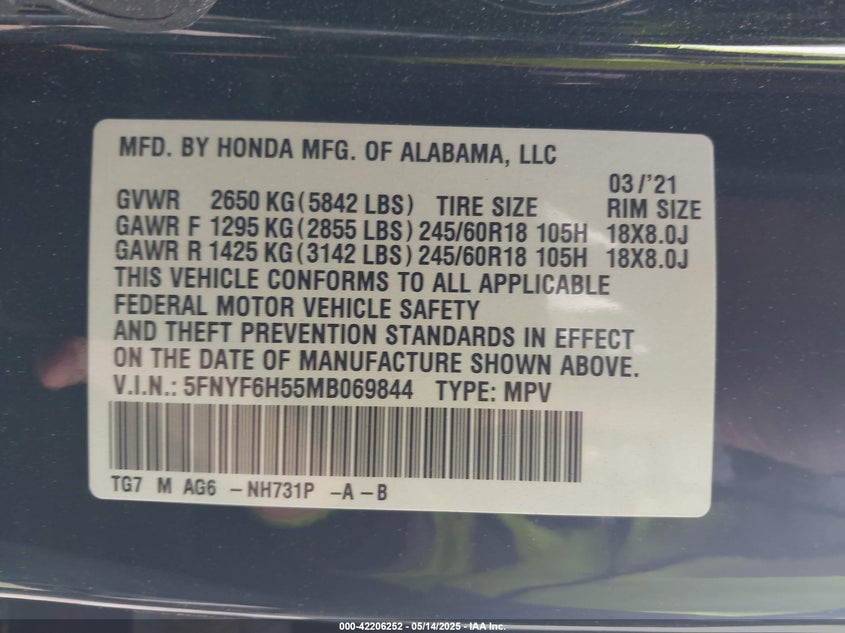 MFD. BY HONDA MFG. OF ALABAMA, LLC
03/'21
GVWR 2650 KG(5842 LBS) TIRE SIZE RIM SIZE
GAWR F 1295 KG(2855 LBS) 245/60R18 105H 18X8.0J
GAWR R 1425 KG(3142 LBS) 245/60R18 105H 18X8.0J
THIS VEHICLE CONFORMS TO ALL APPLICABLE
FEDERAL MOTOR VEHICLE SAFETY
AND THEFT PREVENTION STANDARDS IN EFFECT
ON THE DATE OF MANUFACTURE SHOWN ABOVE.
V.I.N.: 5FNYF6H55MB069844 TYPE: MPV
TG7 M AG6 -NH731P -A-B
000-42206252 - 05/14/2025 - IAA Inc.